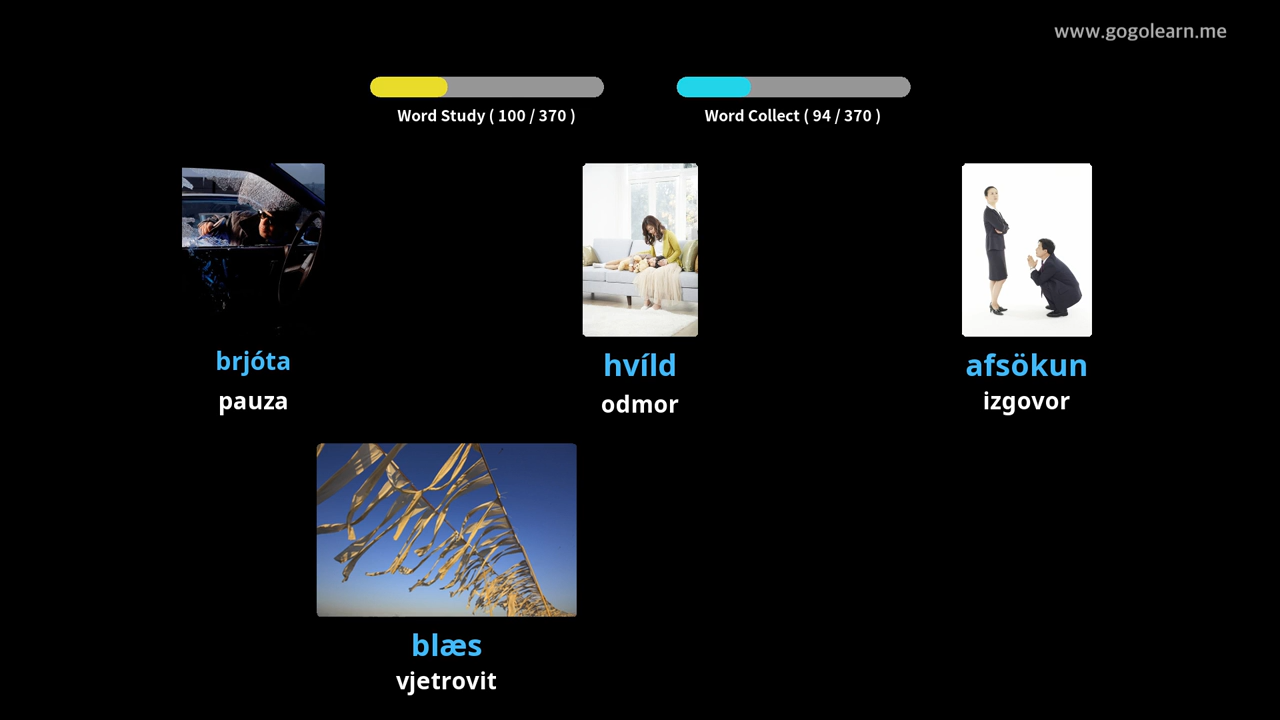 www.gogolearn.me
Word Study ( 100 / 370 )
Word Collect ( 94 / 370 )
brjóta
pauza
hvíld
odmor
afsökun
izgovor
blæs
vjetrovit